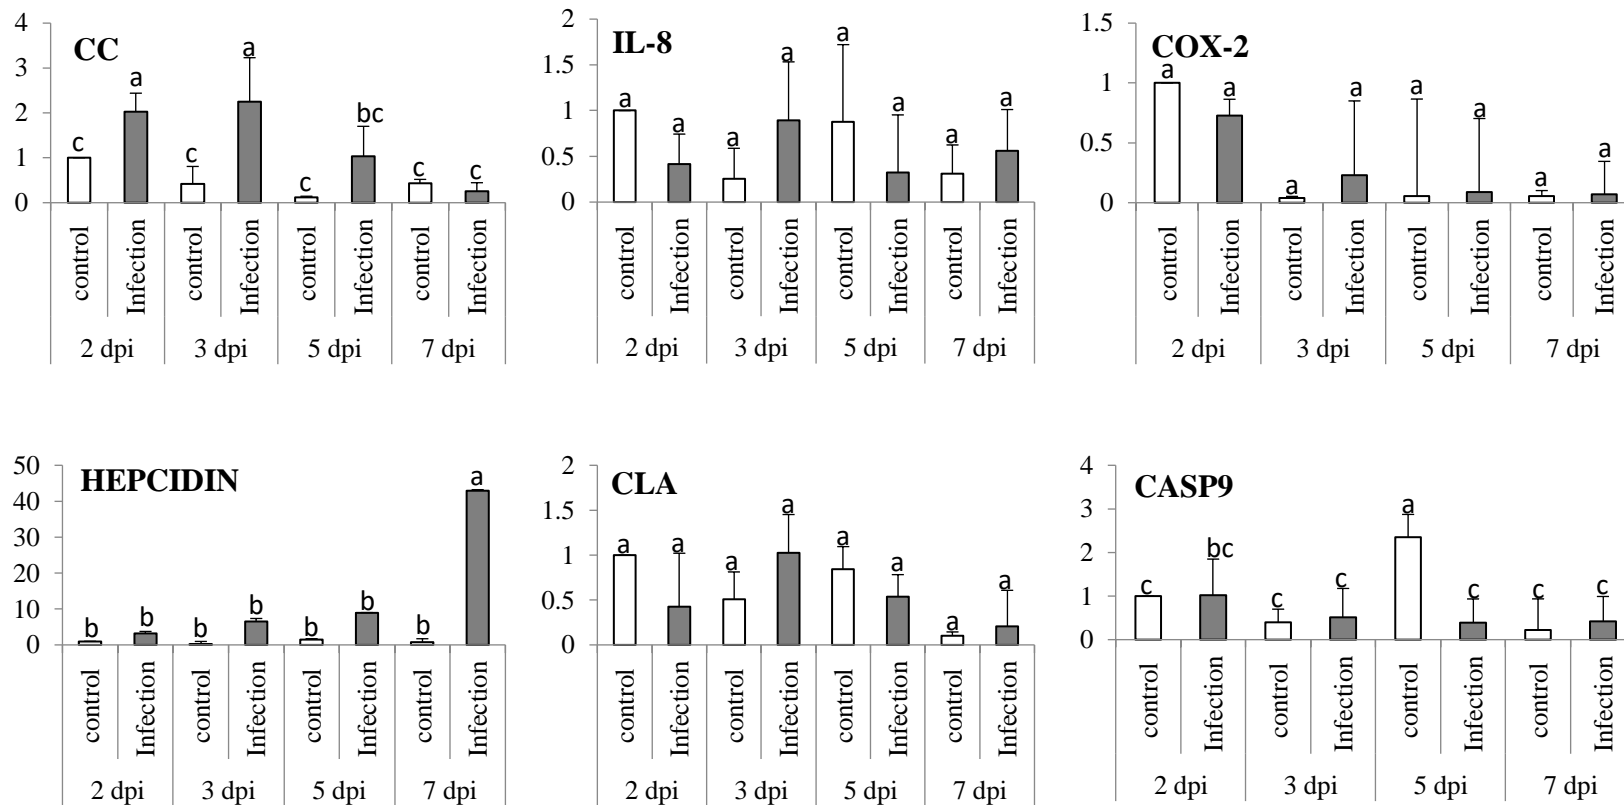 CC
4
3
2
1
0
c
a
c
a
c
bc
c
c
control
Infection
control
Infection
control
Infection
control
Infection
2 dpi
3 dpi
5 dpi
7 dpi
IL-8
2
1.5
1
0.5
0
a
a
a
a
a
a
a
a
control
Infection
control
Infection
control
Infection
control
Infection
2 dpi
3 dpi
5 dpi
7 dpi
COX-2
1.5
1
0.5
0
a
a
a
a
a
a
a
a
control
Infection
control
Infection
control
Infection
control
Infection
2 dpi
3 dpi
5 dpi
7 dpi
HEPCIDIN
50
40
30
20
10
0
b
b
b
b
b
b
b
a
control
Infection
control
Infection
control
Infection
control
Infection
2 dpi
3 dpi
5 dpi
7 dpi
CLA
2
1.5
1
0.5
0
a
a
a
a
a
a
a
a
control
Infection
control
Infection
control
Infection
control
Infection
2 dpi
3 dpi
5 dpi
7 dpi
CASP9
4
3
2
1
0
c
bc
c
c
a
c
c
c
control
Infection
control
Infection
control
Infection
control
Infection
2 dpi
3 dpi
5 dpi
7 dpi